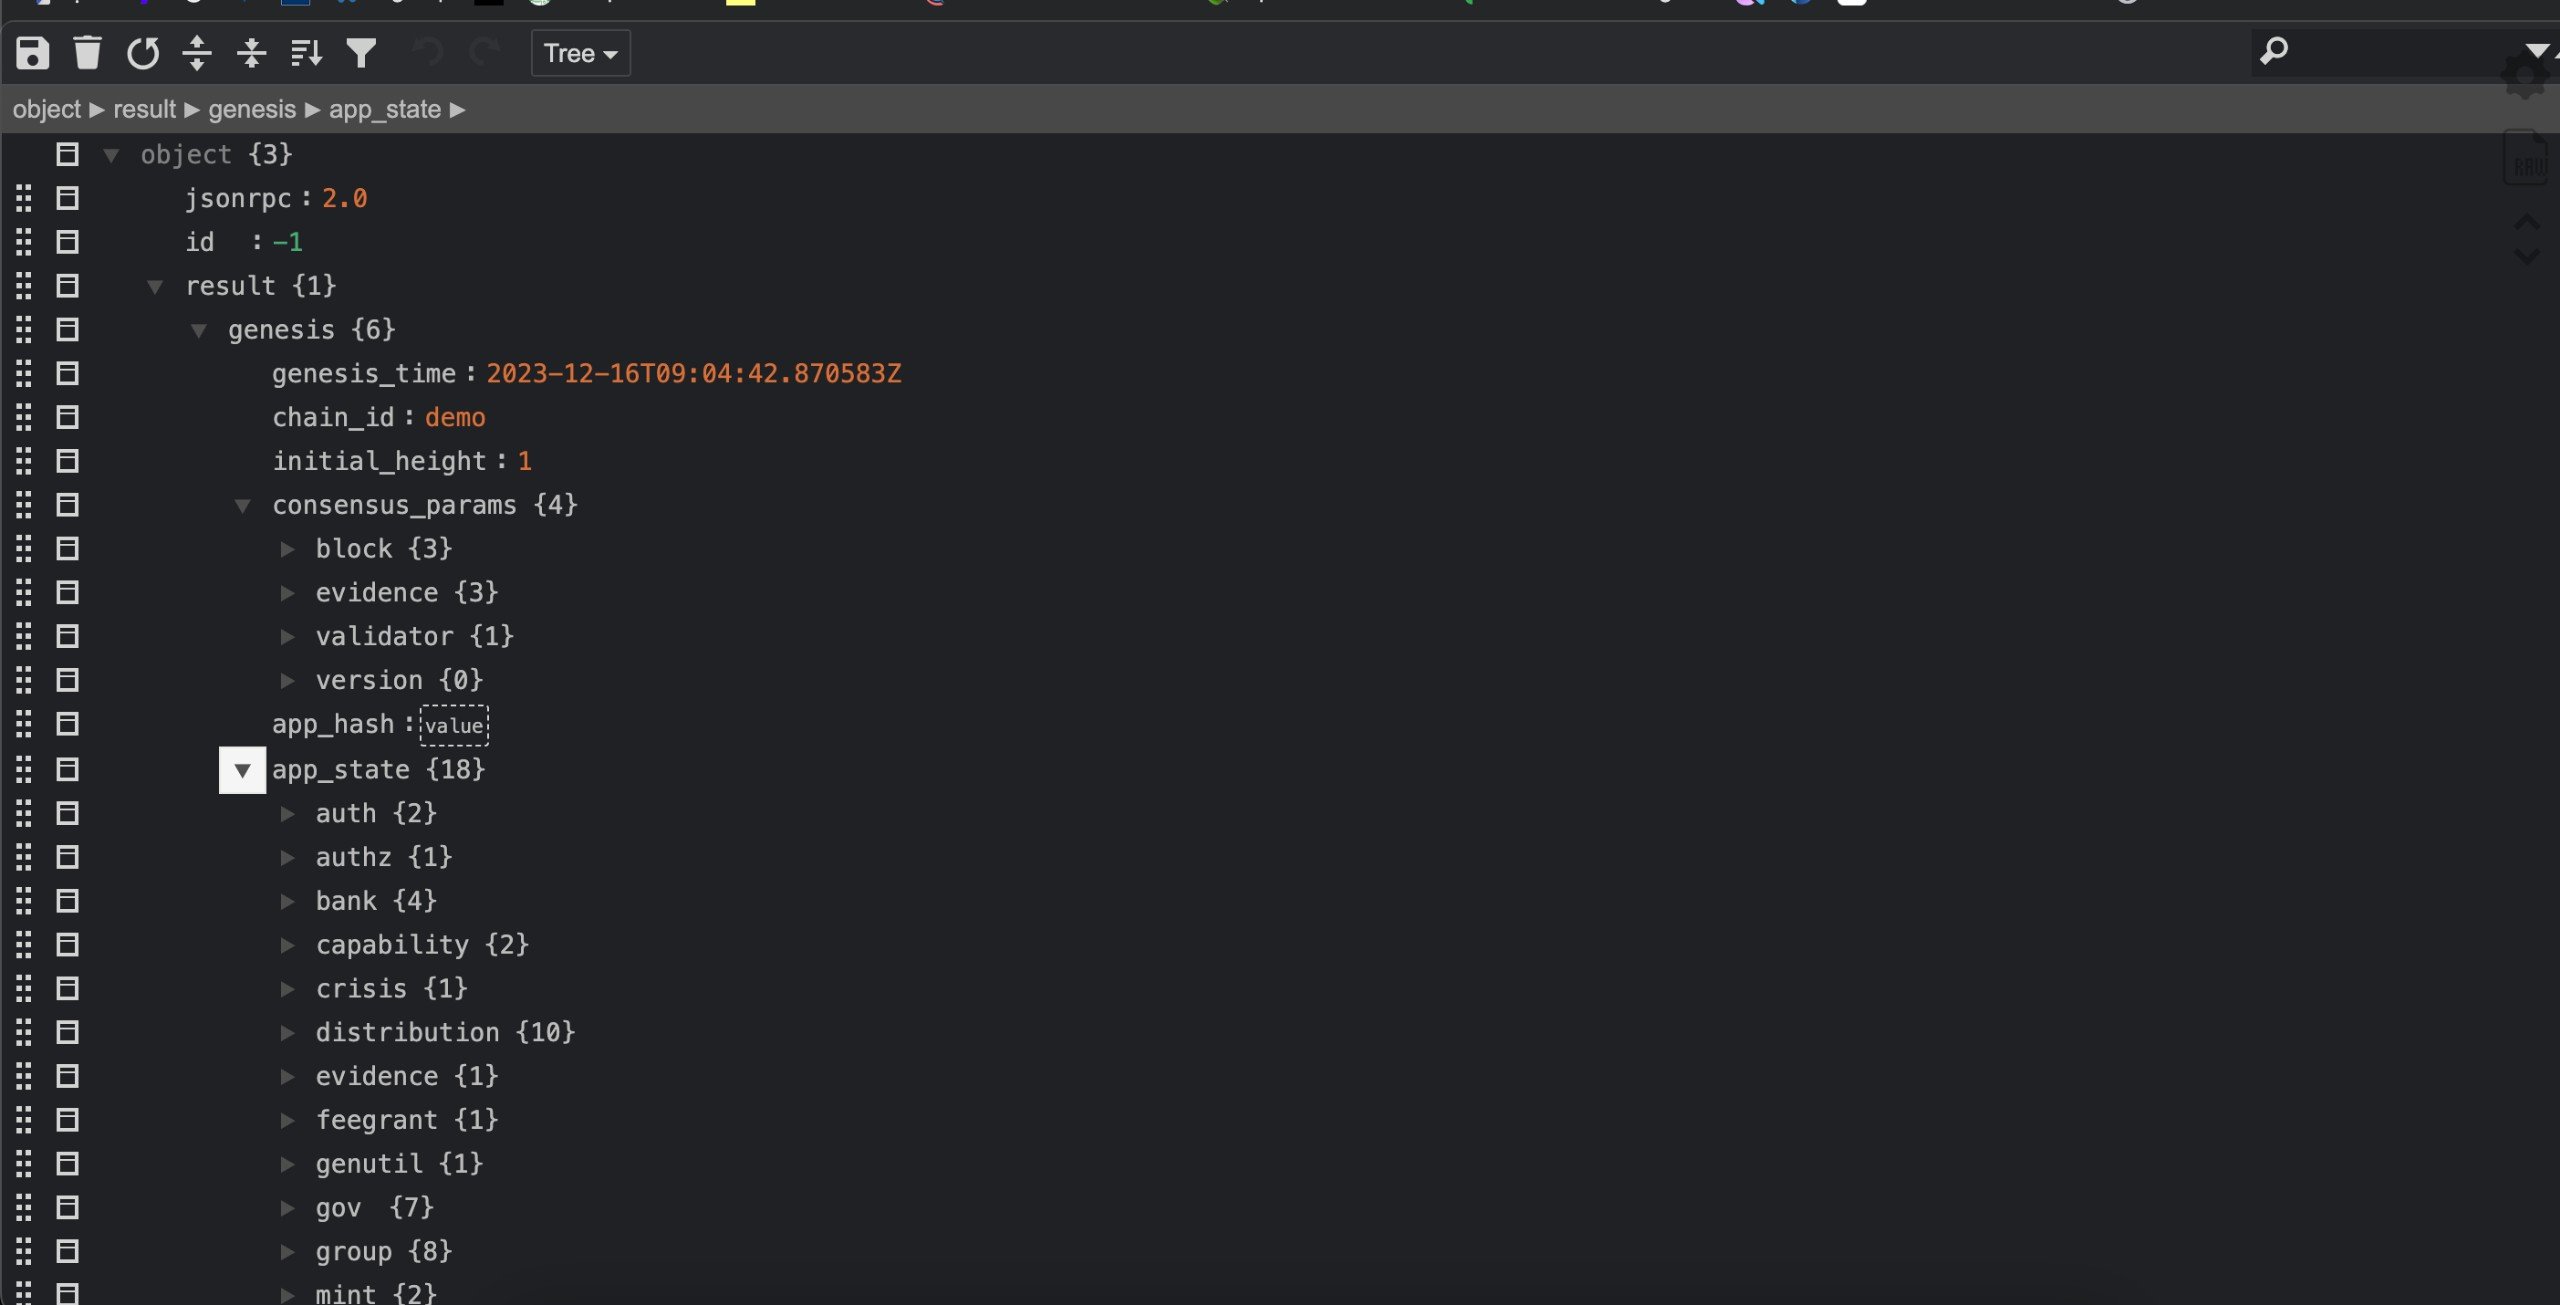 Tree
object ▶ result ▶ genesis ▶ app_state ▶
object {3}
jsonrpc : 2.0
id : -1
result {1}
genesis {6}
genesis_time : 2023-12-16T09:04:42.870583Z
chain_id : demo
initial_height : 1
consensus_params {4}
block {3}
evidence {3}
validator {1}
version {0}
app_hash : value
app_state {18}
auth {2}
authz {1}
bank {4}
capability {2}
crisis {1}
distribution {10}
evidence {1}
feegrant {1}
genutil {1}
gov {7}
group {8}
mint {2}
RAW